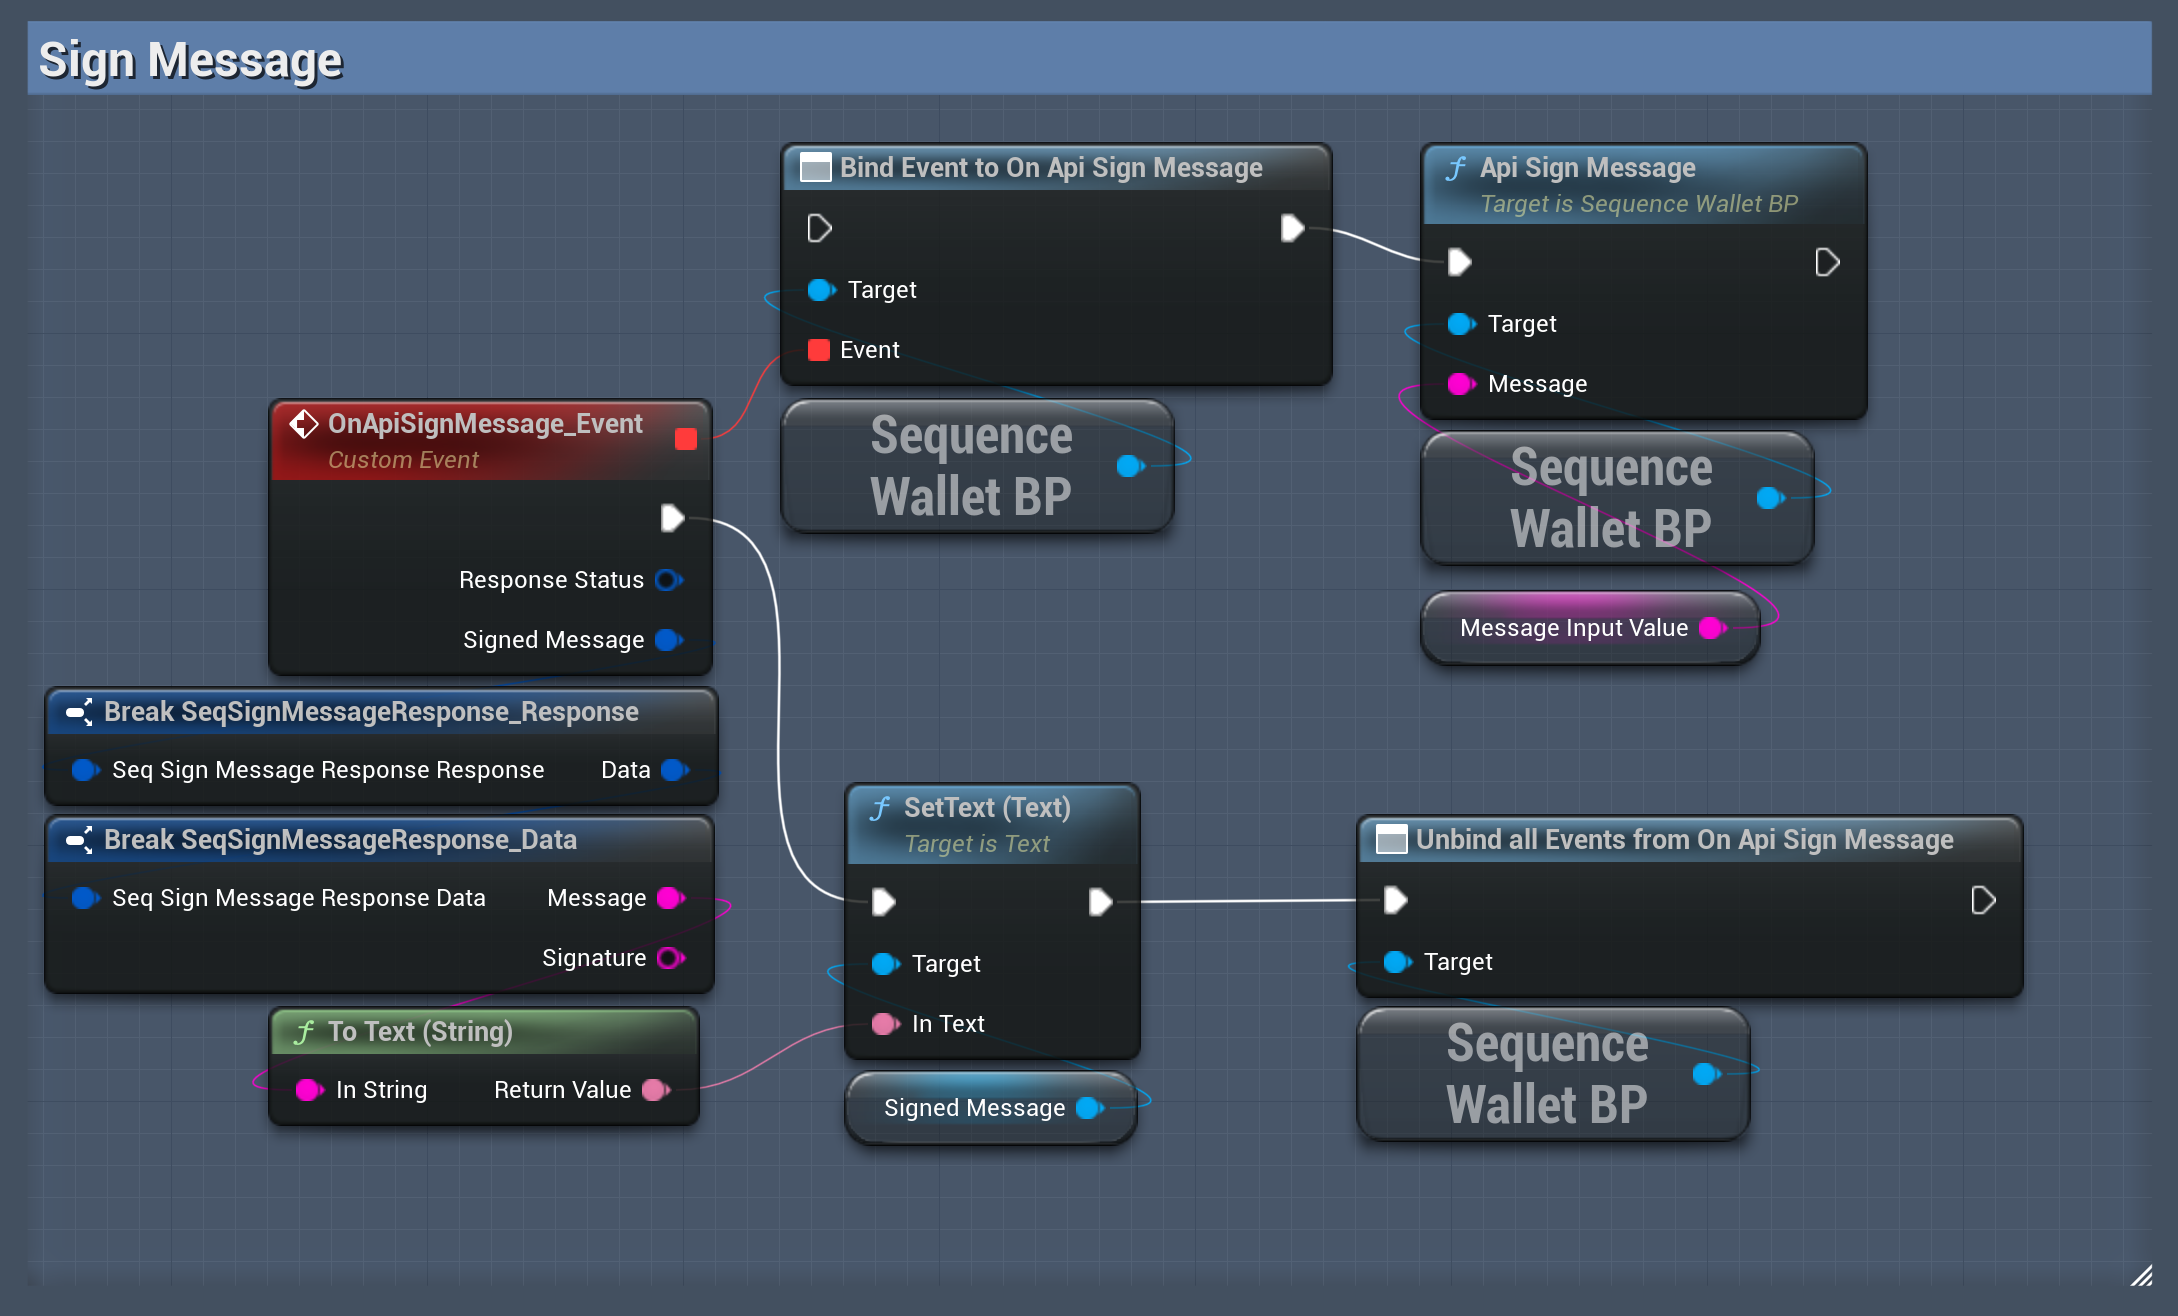 Sign Message
Bind Event to On Api Sign Message
Target
Event
Api Sign Message
Target is Sequence Wallet BP
Target
Message
OnApiSignMessage_Event
Custom Event
Response Status
Signed Message
Sequence
Wallet BP
Sequence
Wallet BP
Message Input Value
Break SeqSignMessageResponse_Response
Seq Sign Message Response Response Data
Break SeqSignMessageResponse_Data
Seq Sign Message Response Data Message
Signature
To Text (String)
In String Return Value
SetText (Text)
Target is Text
Target
In Text
Signed Message
Unbind all Events from On Api Sign Message
Target
Sequence
Wallet BP